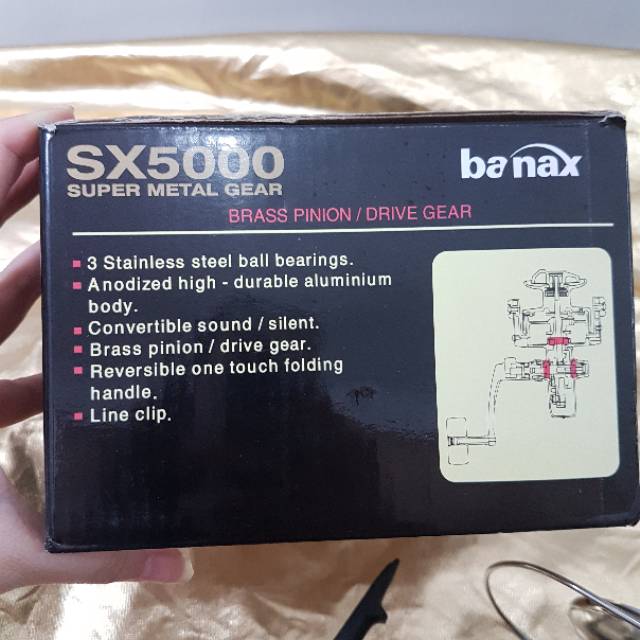 SX5000
banax
SUPER METAL GEAR
BRASS PINION / DRIVE GEAR
3 Stainless steel ball bearings.
Anodized high - durable aluminium
body.
Convertible sound / silent.
Brass pinion / drive gear.
Reversible one touch folding
handle.
Line clip.